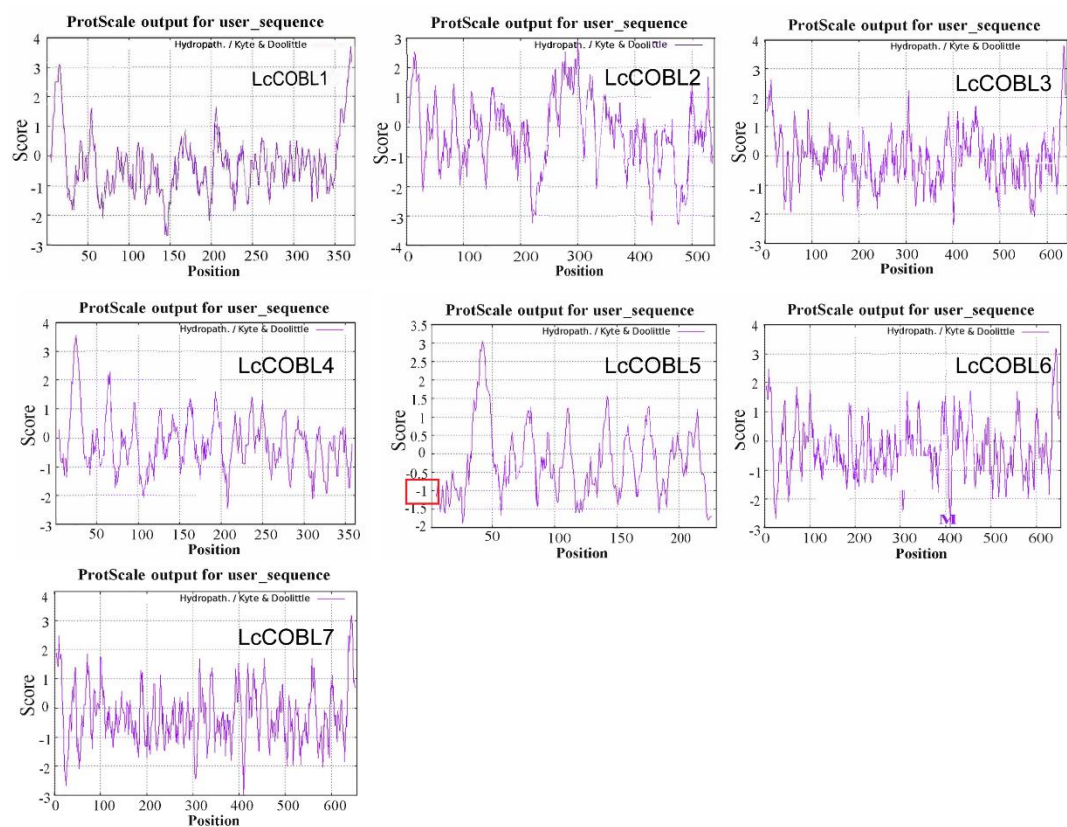 ProtScale output for user_sequence
Hydropath. / Kyte & Doolittle
LcCOBL1
4
3
2
1
0
-1
-2
-3
Score
50 100 150 200 250 300 350
Position
ProtScale output for user_sequence
Hydropath. / Kyte & Doolittle
LcCOBL2
3
2
1
0
-1
-2
-3
-4
Score
100 200 300 400 500
Position
ProtScale output for user_sequence
Hydropath. / Kyte & Doolittle
LcCOBL3
4
3
2
1
0
-1
-2
-3
Score
0 100 200 300 400 500 600
Position
ProtScale output for user_sequence
Hydropath. / Kyte & Doolittle
LcCOBL4
4
3
2
1
0
-1
-2
-3
Score
50 100 150 200 250 300 350
Position
ProtScale output for user_sequence
Hydropath. / Kyte & Doolittle
LcCOBL5
3.5
3
2.5
2
1.5
1
0.5
0
-0.5
-1
-1.5
-2
Score
50 100 150 200
Position
ProtScale output for user_sequence
Hydropath. / Kyte & Doolittle
LcCOBL6
4
3
2
1
0
-1
-2
-3
Score
M
0 100 200 300 400 500 600
Position
ProtScale output for user_sequence
Hydropath. / Kyte & Doolittle
LcCOBL7
4
3
2
1
0
-1
-2
-3
Score
0 100 200 300 400 500 600
Position